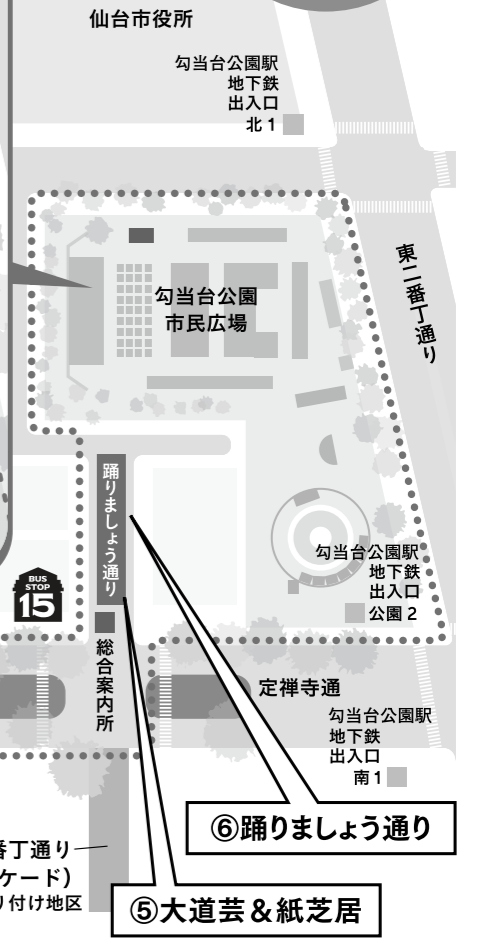 仙台市役所
勾当台公園駅
地下鉄
出入口
北1
東二番丁通り
勾当台公園
市民広場
踊りましょう通り
BUS
STOP
15
勾当台公園駅
地下鉄
出入口
公園2
総合案内所
定禅寺通
勾当台公園駅
地下鉄
出入口
南1
⑥踊りましょう通り
番丁通り
ケード)
り付け地区
⑤大道芸&紙芝居